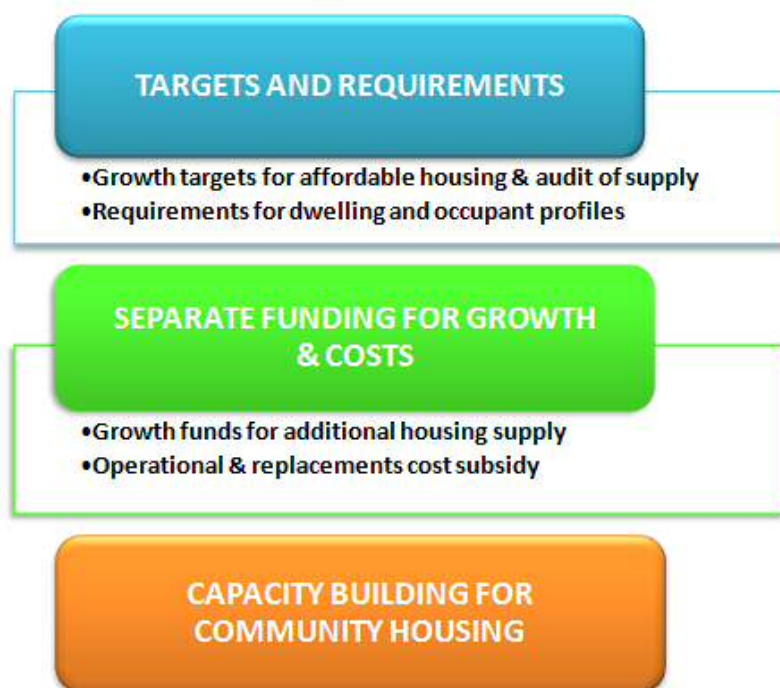 TARGETS AND REQUIREMENTS
•Growth targets for affordable housing & audit of supply
•Requirements for dwelling and occupant profiles
SEPARATE FUNDING FOR GROWTH
& COSTS
•Growth funds for additional housing supply
•Operational & replacements cost subsidy
CAPACITY BUILDING FOR
COMMUNITY HOUSING